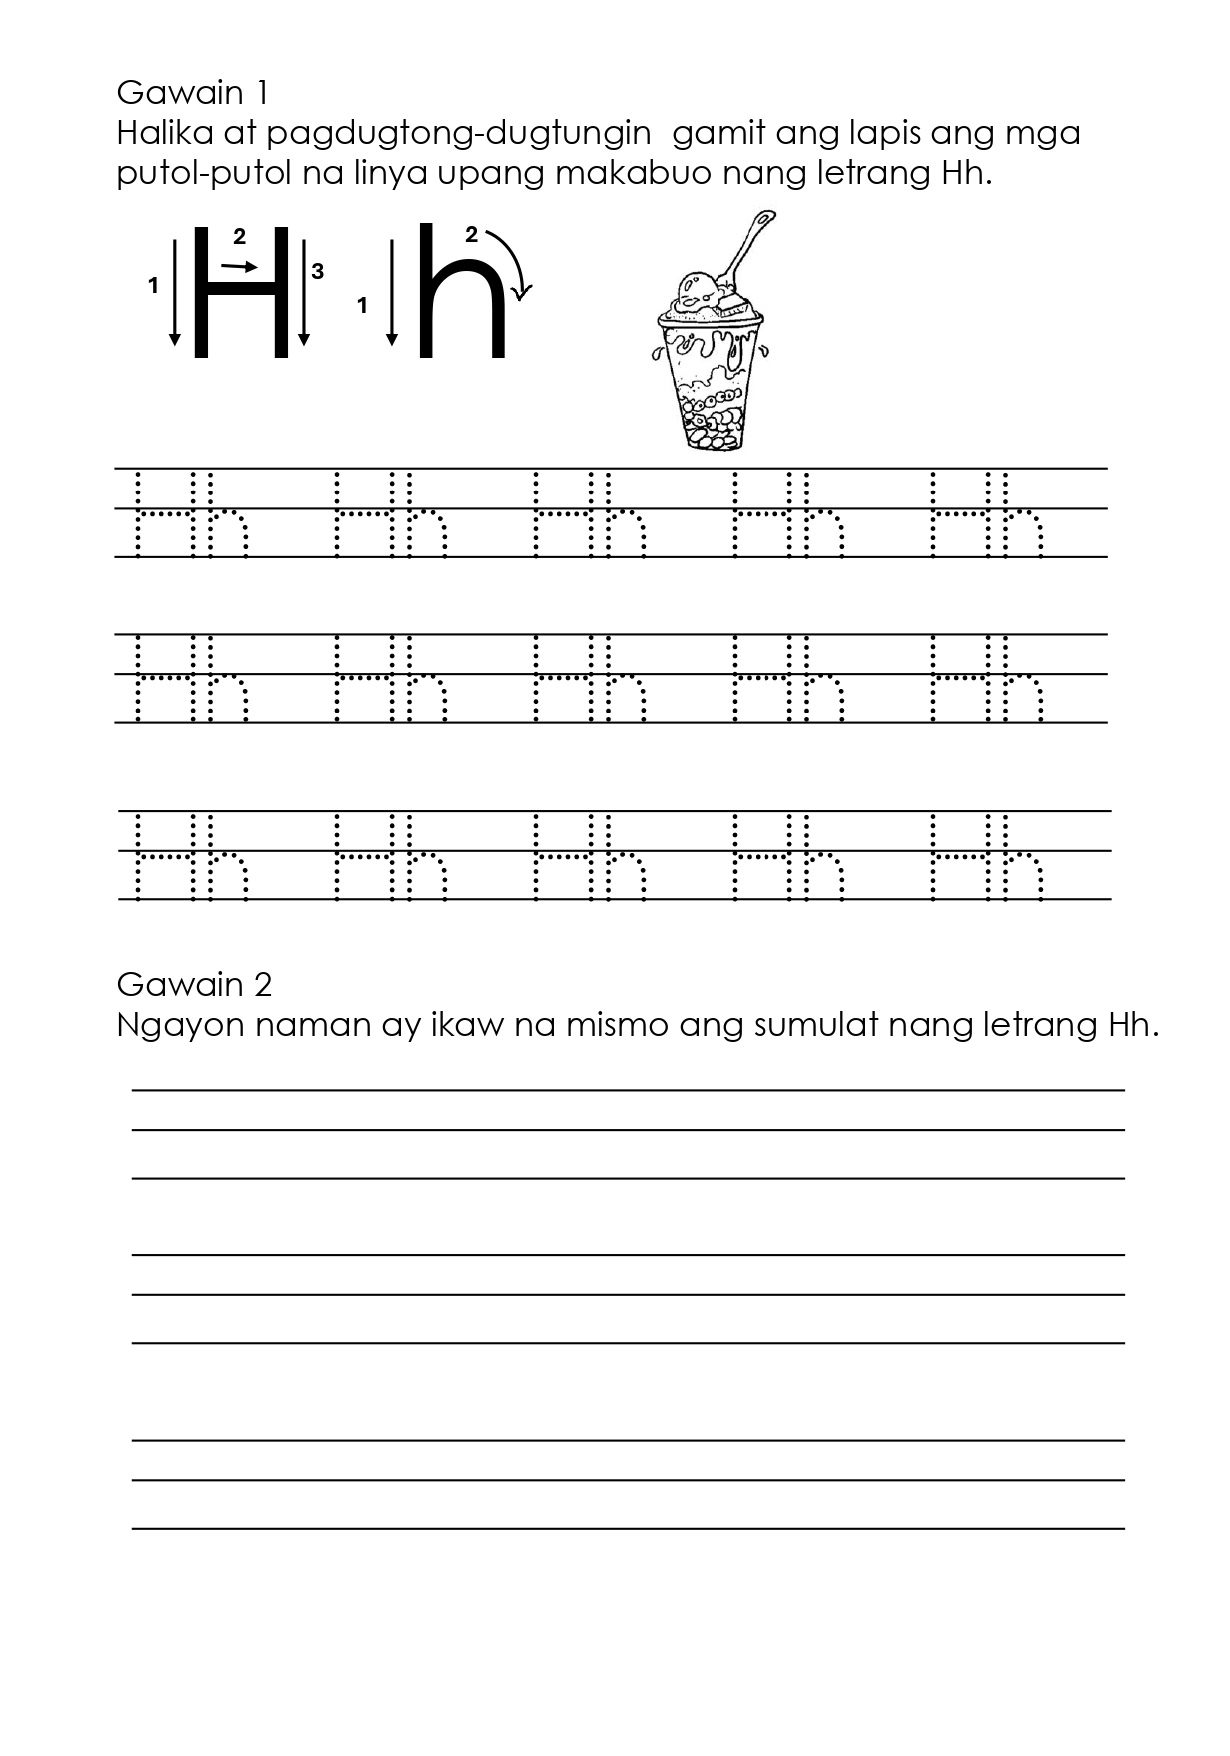 Gawain 1
Halika at pagdugtong-dugtungin  gamit ang lapis ang mga
putol-putol na linya upang makabuo nang letrang Hh.
1 H 2 3 1 h 2
Hh Hh Hh Hh Hh
Hh Hh Hh Hh Hh
Hh Hh Hh Hh Hh
Gawain 2
Ngayon naman ay ikaw na mismo ang sumulat nang letrang Hh.